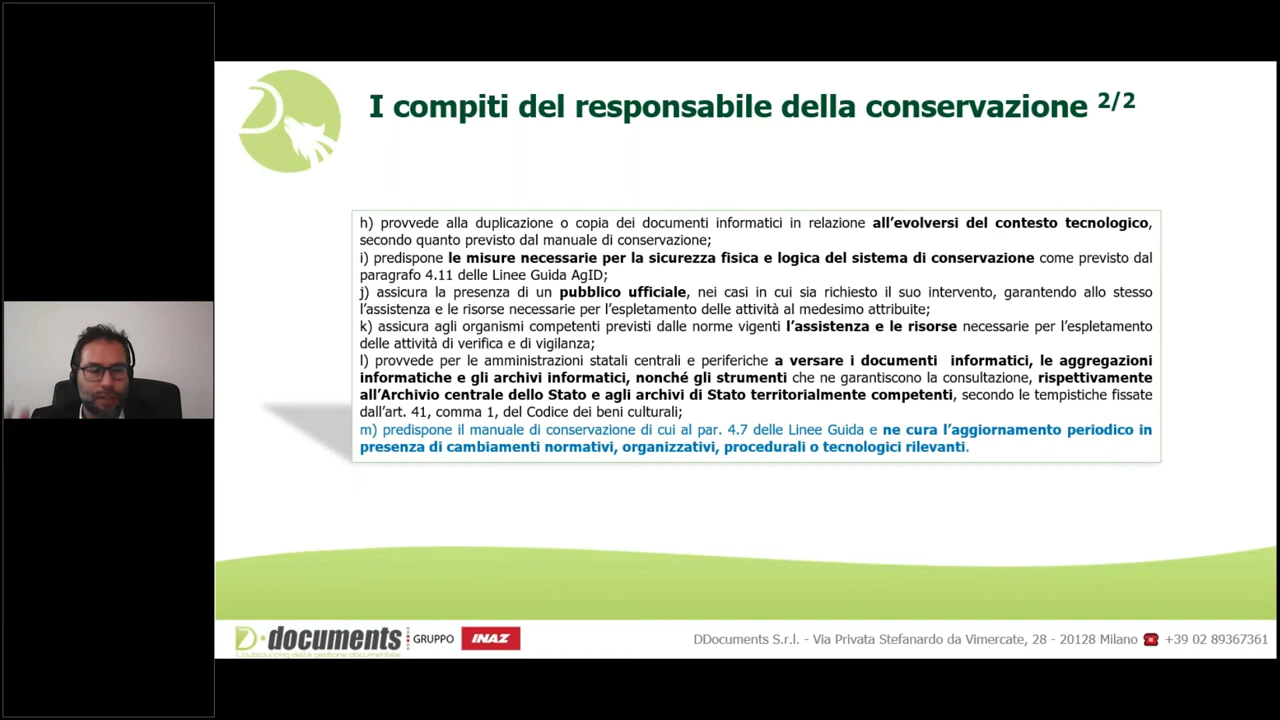 I compiti del responsabile della conservazione 2/2
h) provvede alla duplicazione o copia dei documenti informatici in relazione all’evolversi del contesto tecnologico,
secondo quanto previsto dal manuale di conservazione;
i) predispone le misure necessarie per la sicurezza fisica e logica del sistema di conservazione come previsto dal
paragrafo 4.11 delle Linee Guida AgID;
j) assicura la presenza di un pubblico ufficiale, nei casi in cui sia richiesto il suo intervento, garantendo allo stesso
l’assistenza e le risorse necessarie per l’espletamento delle attività al medesimo attribuite;
k) assicura agli organismi competenti previsti dalle norme vigenti l’assistenza e le risorse necessarie per l’espletamento
delle attività di verifica e di vigilanza;
l) provvede per le amministrazioni statali centrali e periferiche a versare i documenti informatici, le aggregazioni
informatiche e gli archivi informatici, nonché gli strumenti che ne garantiscono la consultazione, rispettivamente
all’Archivio centrale dello Stato e agli archivi di Stato territorialmente competenti, secondo le tempistiche fissate
dall’art. 41, comma 1, del Codice dei beni culturali;
m) predispone il manuale di conservazione di cui al par. 4.7 delle Linee Guida e ne cura l’aggiornamento periodico in
presenza di cambiamenti normativi, organizzativi, procedurali o tecnologici rilevanti.
D•documents GRUPPO INAZ
L'outsourcing della gestione documentale
DDocuments S.r.l. - Via Privata Stefanardo da Vimercate, 28 - 20128 Milano ☎ +39 02 89367361